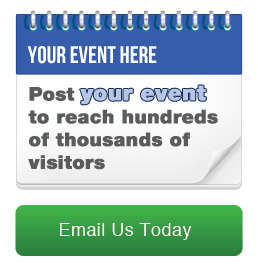 YOUR EVENT HERE
Post your event
to reach hundreds
of thousands of
visitors
Email Us Today